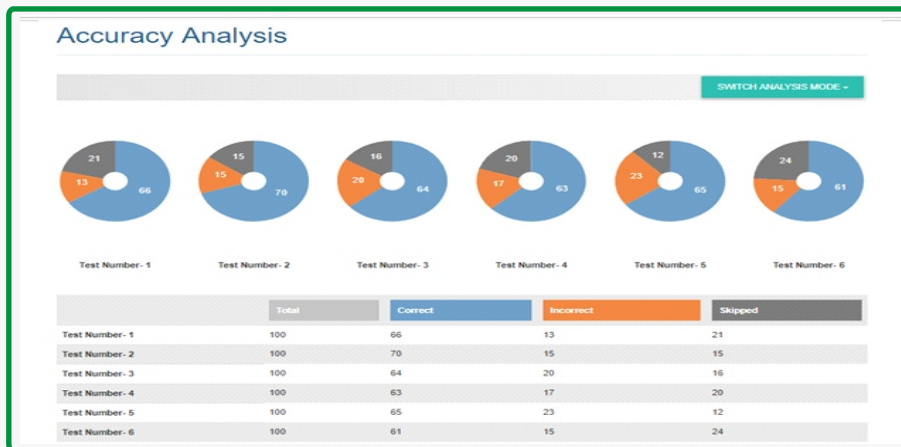 Accuracy Analysis
SWITCH ANALYSIS MODE
21
13
66
15
15
70
16
20
64
20
17
63
12
23
65
24
15
61
Test Number- 1 Test Number- 2 Test Number- 3 Test Number- 4 Test Number- 5 Test Number- 6
Total Correct Incorrect Skipped
Test Number- 1 100 66 13 21
Test Number- 2 100 70 15 15
Test Number- 3 100 64 20 16
Test Number- 4 100 63 17 20
Test Number- 5 100 65 23 12
Test Number- 6 100 61 15 24